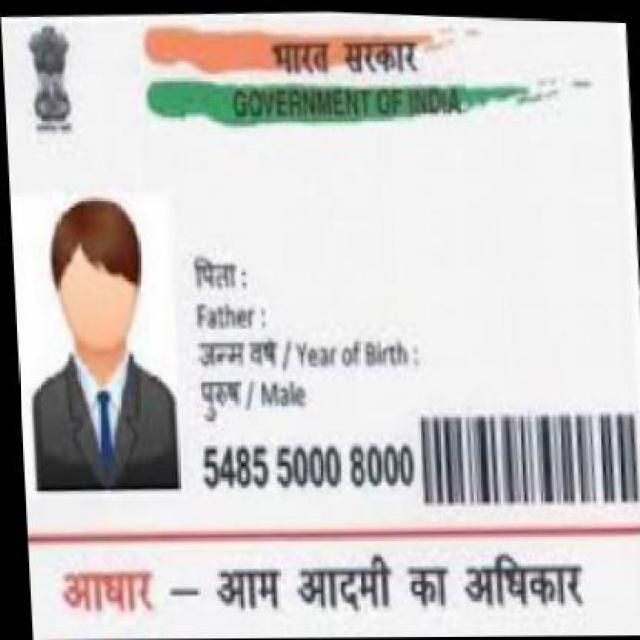 भारत सरकार
GOVERNMENT OF INDIA
पिता :
Father :
जन्म वर्ष / Year of Birth :
पुरुष / Male
5485 5000 8000
आधार – आम आदमी का अधिकार